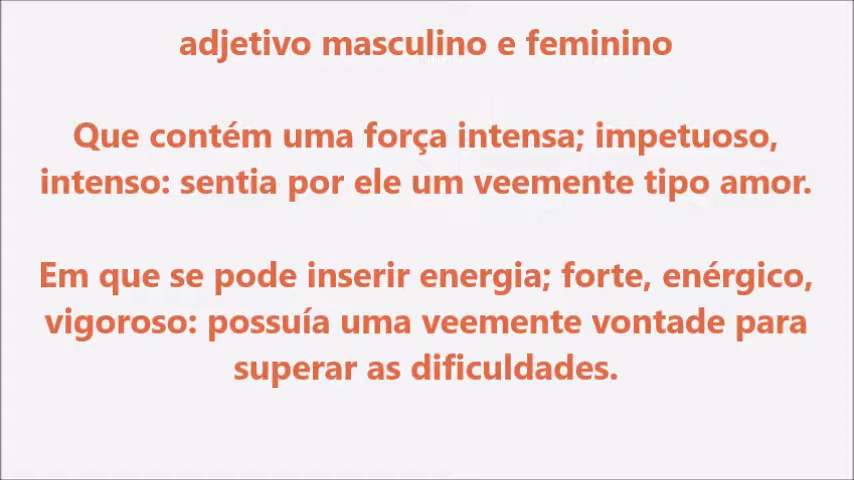 adjetivo masculino e feminino
Que contém uma força intensa; impetuoso,
intenso: sentia por ele um veemente tipo amor.
Em que se pode inserir energia; forte, enérgico,
vigoroso: possuía uma veemente vontade para
superar as dificuldades.